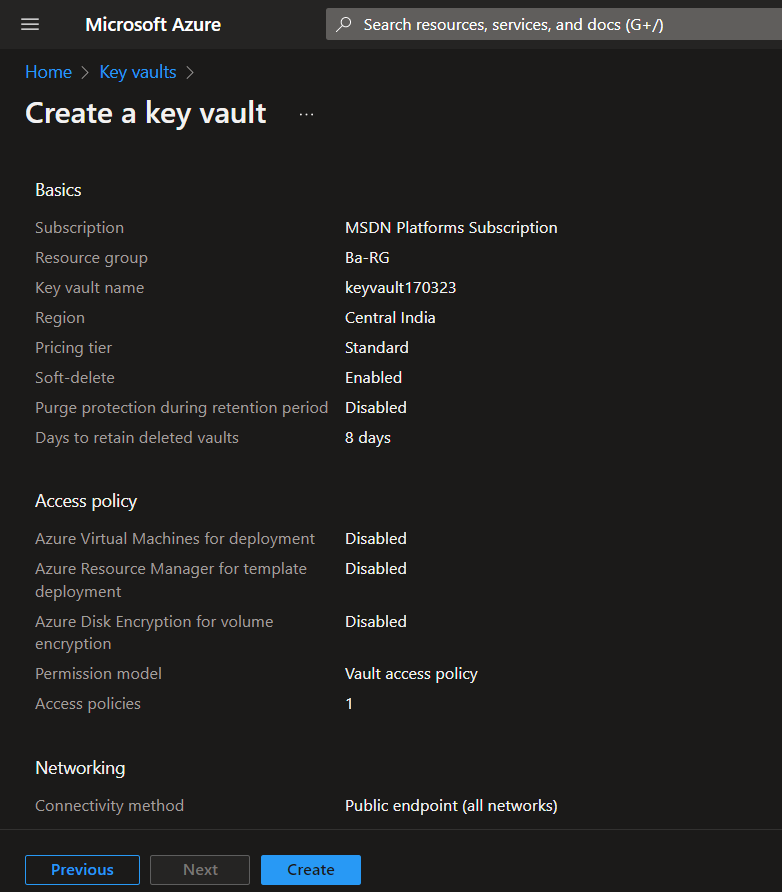 Microsoft Azure
Search resources, services, and docs (G+/)
Home > Key vaults >
Create a key vault ...
Basics
Subscription MSDN Platforms Subscription
Resource group Ba-RG
Key vault name keyvault170323
Region Central India
Pricing tier Standard
Soft-delete Enabled
Purge protection during retention period Disabled
Days to retain deleted vaults 8 days
Access policy
Azure Virtual Machines for deployment Disabled
Azure Resource Manager for template Disabled
deployment
Azure Disk Encryption for volume Disabled
encryption
Permission model Vault access policy
Access policies 1
Networking
Connectivity method Public endpoint (all networks)
Previous Next Create